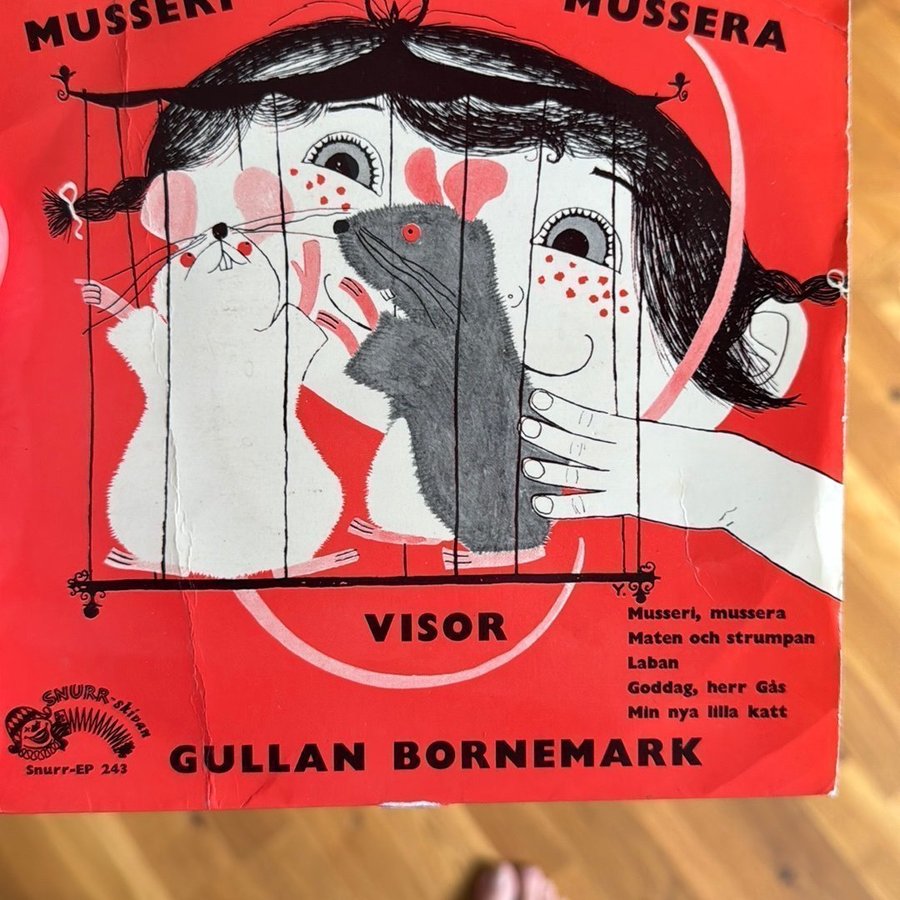 MUSSERI
MUSSERA
Y.
VISOR
Musseri, mussera
Maten och strumpan
Laban
Goddag, herr Gås
Min nya lilla katt
SNURR-skivan
Snurr-EP 243
GULLAN BORNEMARK